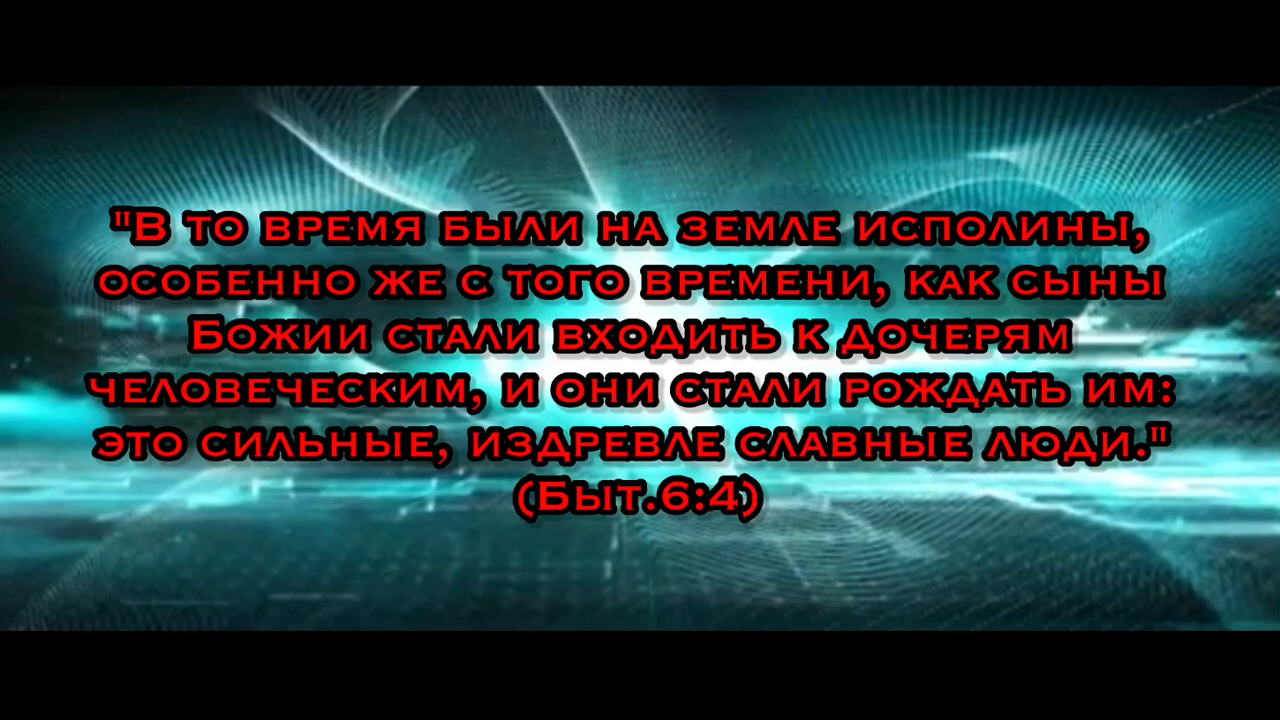 "В то время были на земле исполины,
особенно же с того времени, как сыны
Божии стали входить к дочерям
человеческим, и они стали рождать им:
это сильные, издревле славные люди."
(Быт.6:4)